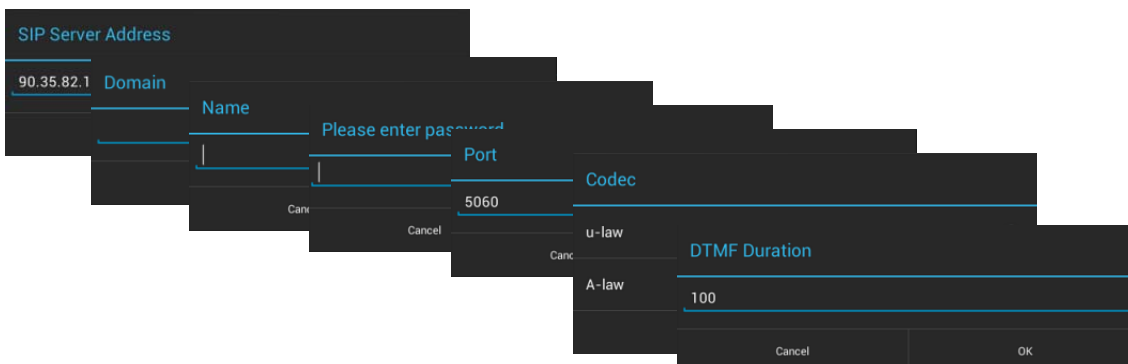 SIP Server Address
90.35.82.1
Domain
Name
Please enter password
Cancel
Port
5060
Codec
u-law
A-law
DTMF Duration
100
Cancel
OK